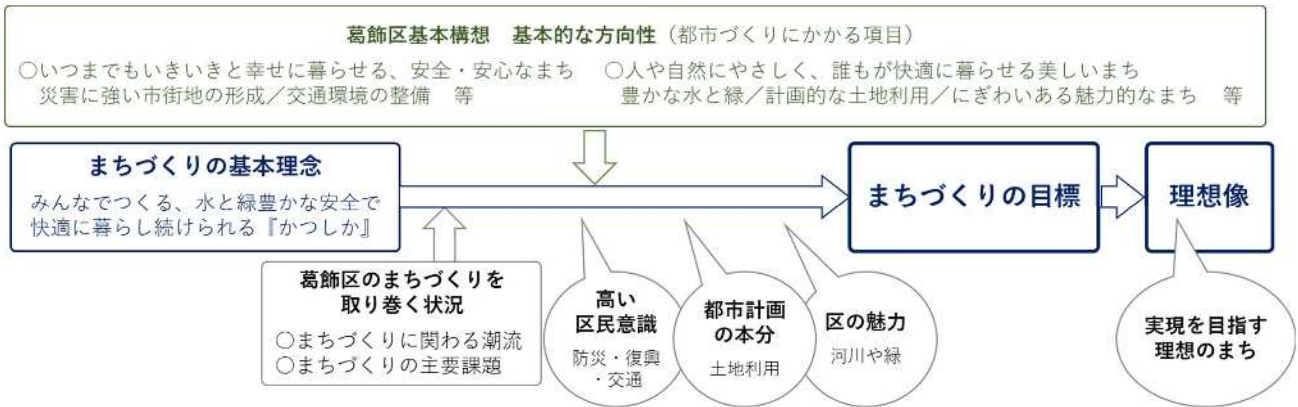 葛飾区基本構想　基本的な方向性（都市づくりにかかる項目）
○いつまでもいきいきと幸せに暮らせる、安全・安心なまち
災害に強い市街地の形成／交通環境の整備　等
○人や自然にやさしく、誰もが快適に暮らせる美しいまち
豊かな水と緑／計画的な土地利用／にぎわいある魅力的なまち　等
まちづくりの基本理念
みんなでつくる、水と緑豊かな安全で
快適に暮らし続けられる『かつしか』
まちづくりの目標
理想像
葛飾区のまちづくりを
取り巻く状況
○まちづくりに関わる潮流
○まちづくりの主要課題
高い
区民意識
防災・復興
・交通
都市計画
の本分
土地利用
区の魅力
河川や緑
実現を目指す
理想のまち